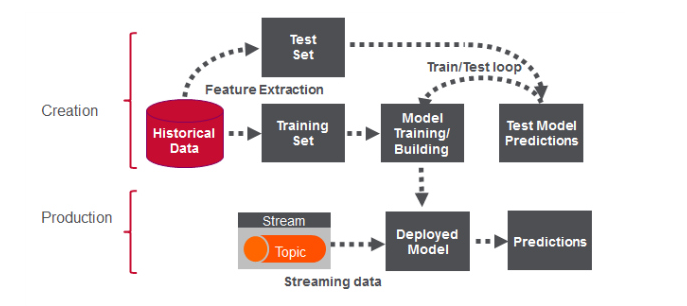 Test
Set
Train/Test loop
Feature Extraction
Creation
Historical
Data
Training
Set
Model
Training/
Building
Test Model
Predictions
Production
Stream
Topic
Deployed
Model
Predictions
Streaming data